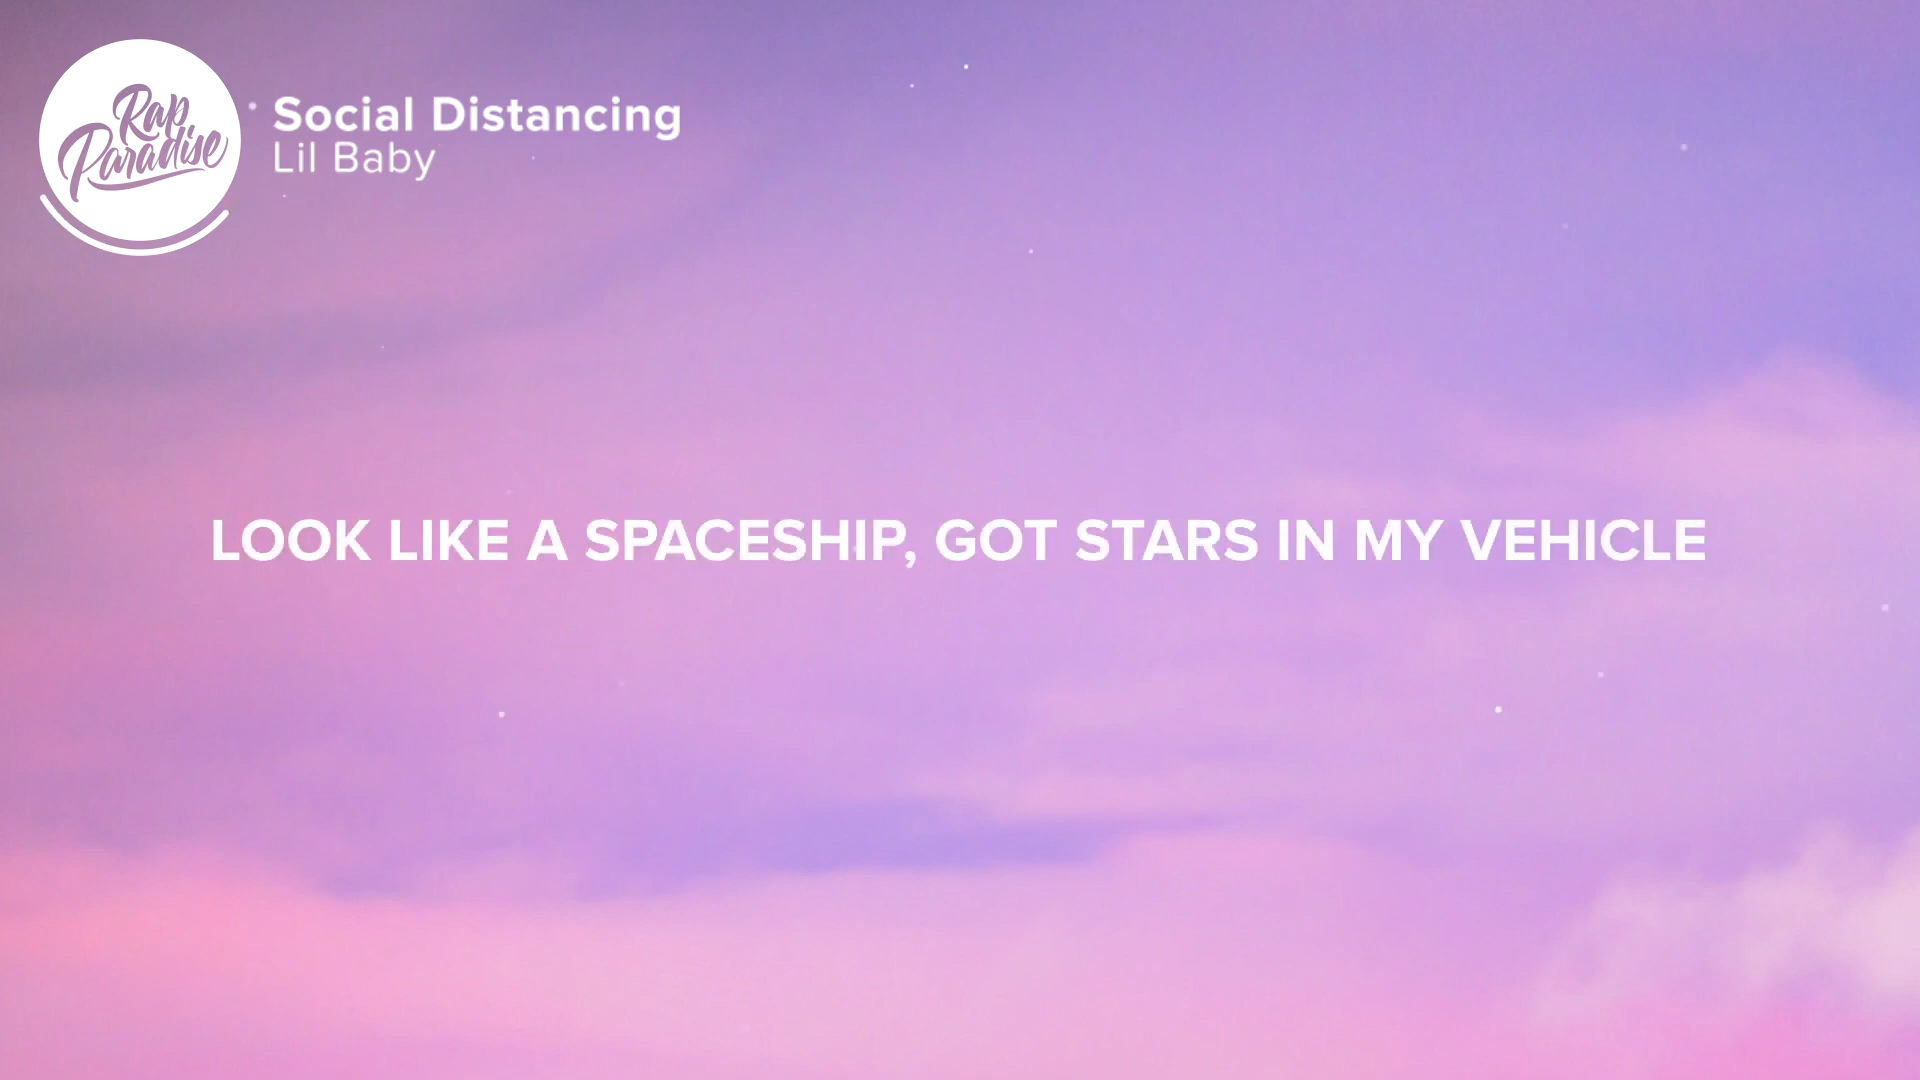 Rap
Paradise
Social Distancing
Lil Baby
LOOK LIKE A SPACESHIP, GOT STARS IN MY VEHICLE